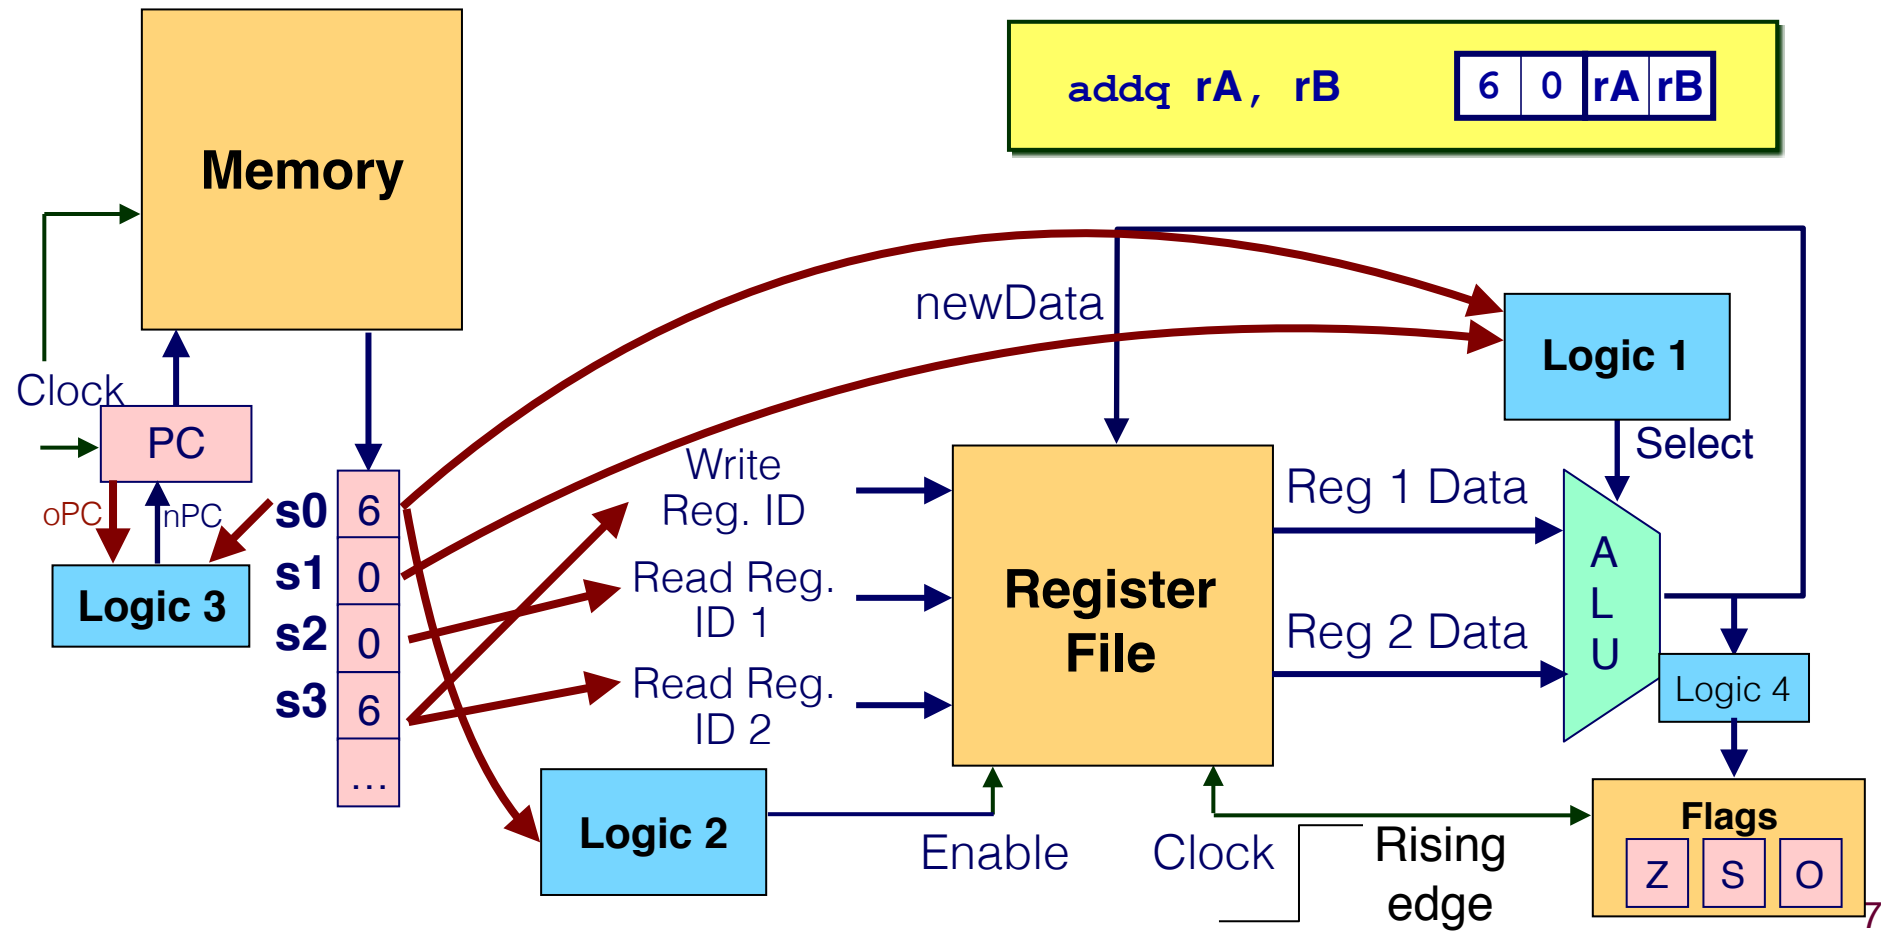 addq rA, rB
6 0 rA rB
Memory
newData
Logic 1
Clock
PC
Select
Write
Reg. ID
Reg 1 Data
oPC
nPC
s0 6
s1 0
s2 0
s3 6
...
Logic 3
Read Reg.
ID 1
Read Reg.
ID 2
Register
File
Reg 2 Data
A
L
U
Logic 4
Logic 2
Enable
Clock
Rising
edge
Flags
Z S O
7